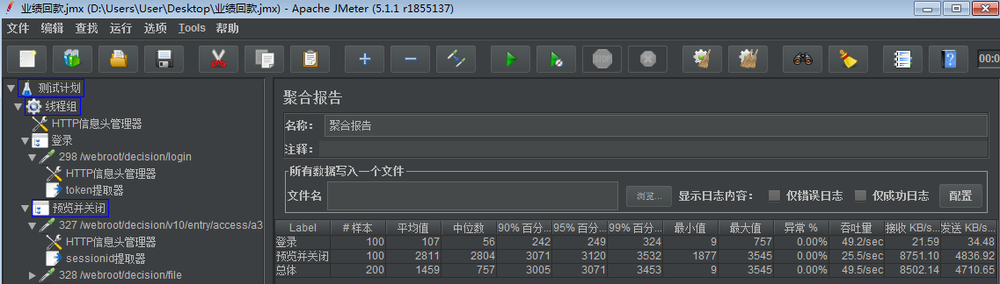 业绩回款.jmx (D:\Users\User\Desktop\业绩回款.jmx) - Apache JMeter (5.1.1 r1855137)
文件 编辑 查找 运行 选项 Tools 帮助
STOP 00:0
测试计划
线程组
HTTP信息头管理器
登录
298 /webroot/decision/login
HTTP信息头管理器
token提取器
预览并关闭
327 /webroot/decision/v10/entry/access/a3
HTTP信息头管理器
sessionid提取器
328 /webroot/decision/file
聚合报告
名称: 聚合报告
注释:
所有数据写入一个文件
文件名 浏览... 显示日志内容: 仅错误日志 仅成功日志 配置
Label # 样本 平均值 中位数 90% 百分... 95% 百分... 99% 百分... 最小值 最大值 异常 % 吞吐量 接收 KB/s... 发送 KB/...
登录 100 107 56 242 249 324 9 757 0.00% 49.2/sec 21.59 34.48
预览并关闭 100 2811 2804 3071 3120 3532 1877 3545 0.00% 25.5/sec 8751.10 4836.92
总体 200 1459 757 3005 3071 3453 9 3545 0.00% 49.5/sec 8502.14 4710.65